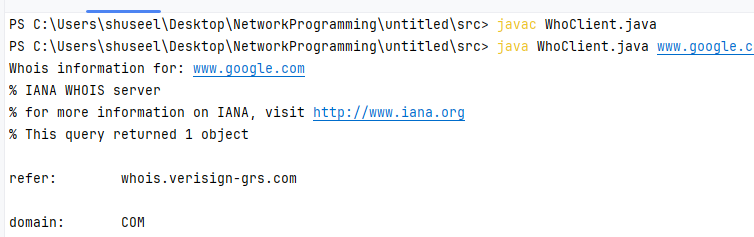 PS C:\Users\shuseel\Desktop\NetworkProgramming\untitled\src> javac WhoClient.java
PS C:\Users\shuseel\Desktop\NetworkProgramming\untitled\src> java WhoClient.java www.google.c
Whois information for: www.google.com
% IANA WHOIS server
% for more information on IANA, visit http://www.iana.org
% This query returned 1 object
refer:        whois.verisign-grs.com
domain:       COM